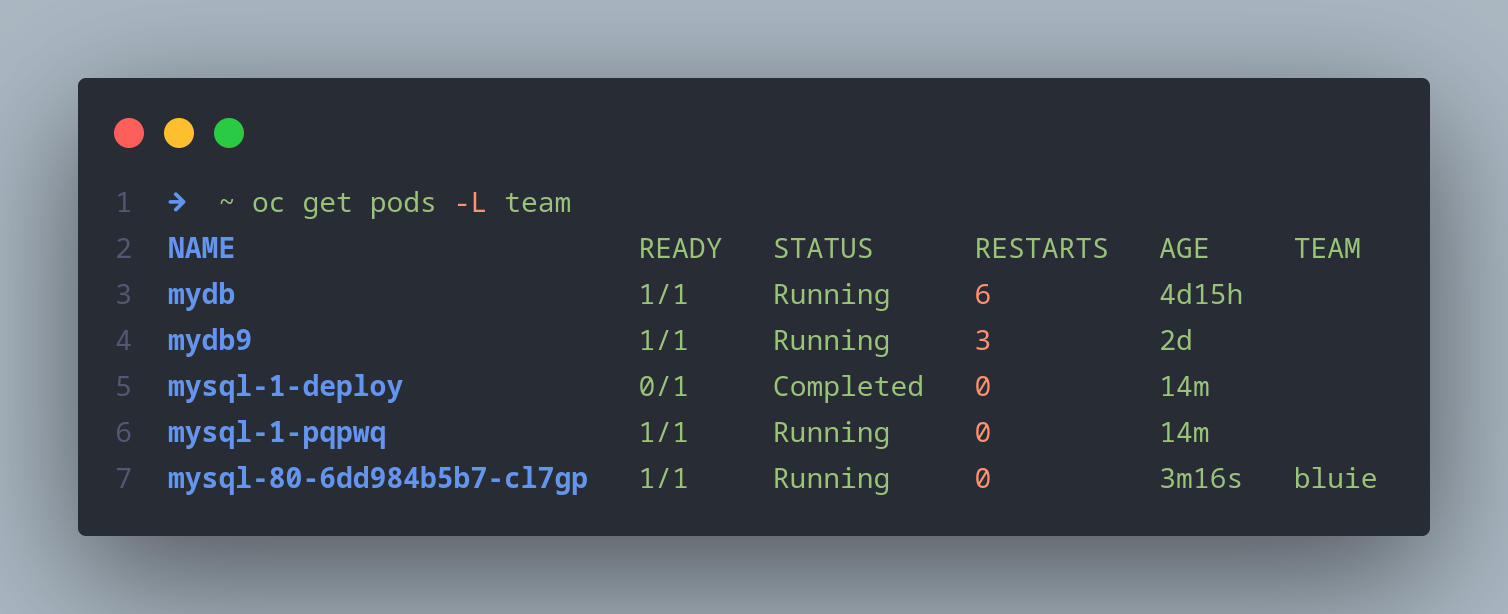 1 ➜ ~ oc get pods -L team
2 NAME READY STATUS RESTARTS AGE TEAM
3 mydb 1/1 Running 6 4d15h
4 mydb9 1/1 Running 3 2d
5 mysql-1-deploy 0/1 Completed 0 14m
6 mysql-1-pqpwq 1/1 Running 0 14m
7 mysql-80-6dd984b5b7-cl7gp 1/1 Running 0 3m16s bluie